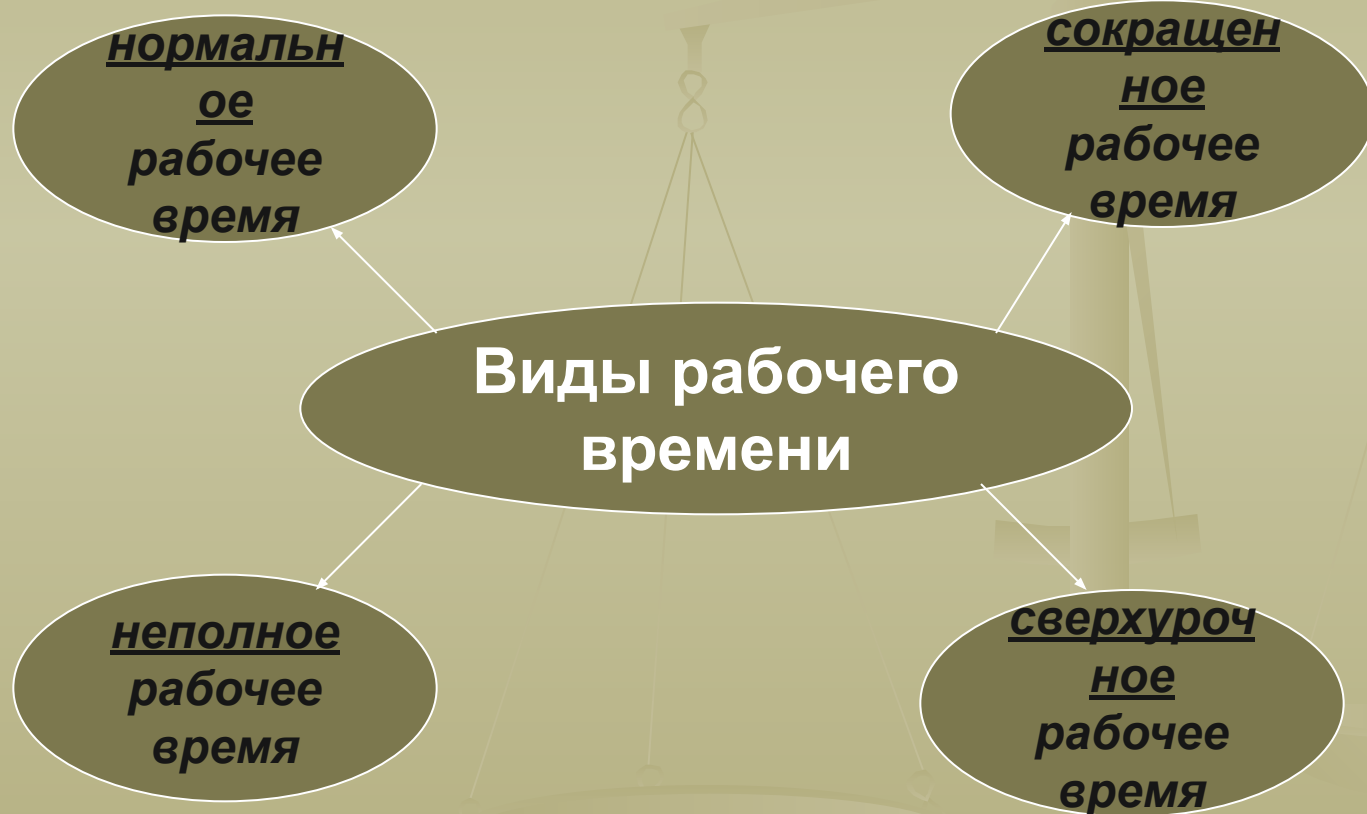 нормальн
ое
рабочее
время
сокращен
ное
рабочее
время
Виды рабочего
времени
неполное
рабочее
время
сверхуроч
ное
рабочее
время